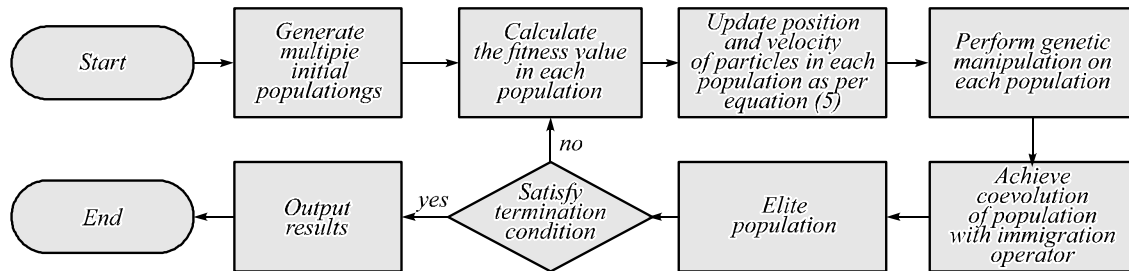 Start
Generate
multipie
initial
populationgs
Calculate
the fitness value
in each
population
Update position
and velocity
of particles in each
population as per
equation (5)
Perform genetic
manipulation on
each population
no
End
Output
results
yes
Satisfy
termination
condition
Elite
population
Achieve
coevolution
of population
with immigration
operator